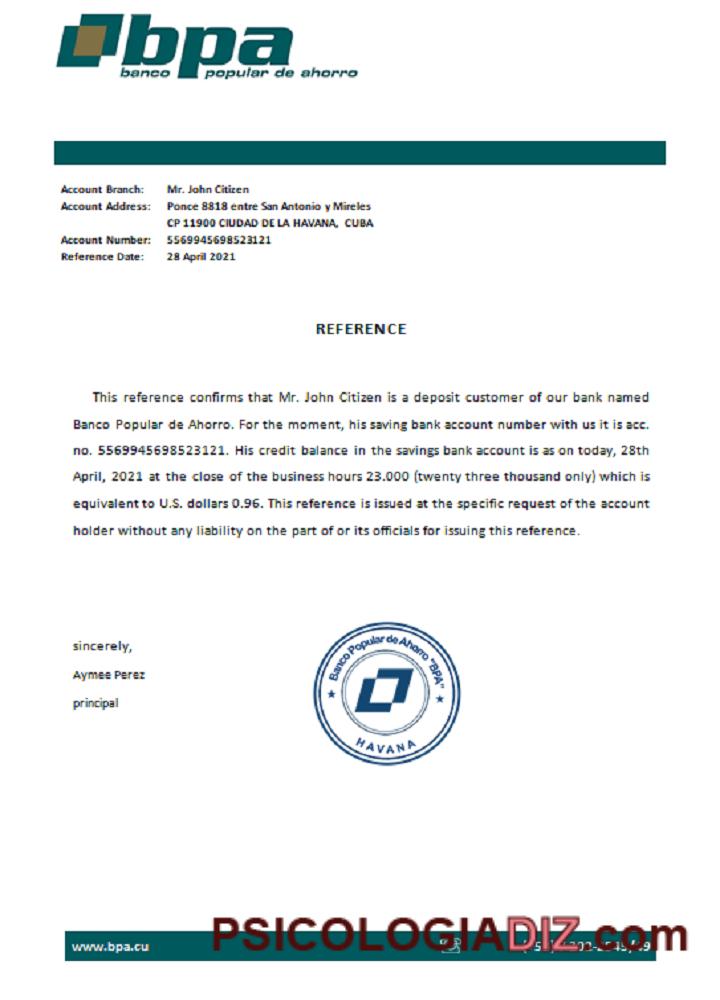 bpa
banco popular de ahorro
Account Branch: Mr. John Citizen
Account Address: Ponce 8818 entre San Antonio y Mireles
CP 11900 CIUDAD DE LA HAVANA, CUBA
Account Number: 5569945698523121
Reference Date: 28 April 2021
REFERENCE
This reference confirms that Mr. John Citizen is a deposit customer of our bank named
Banco Popular de Ahorro. For the moment, his saving bank account number with us it is acc.
no. 5569945698523121. His credit balance in the savings bank account is as on today, 28th
April, 2021 at the close of the business hours 23.000 (twenty three thousand only) which is
equivalent to U.S. dollars 0.96. This reference is issued at the specific request of the account
holder without any liability on the part of or its officials for issuing this reference.
sincerely,
Aymee Perez
principal
Banco Popular de Ahorro "BPA"
HAVANA
www.bpa.cu
PSICOLOGIADIZ.com